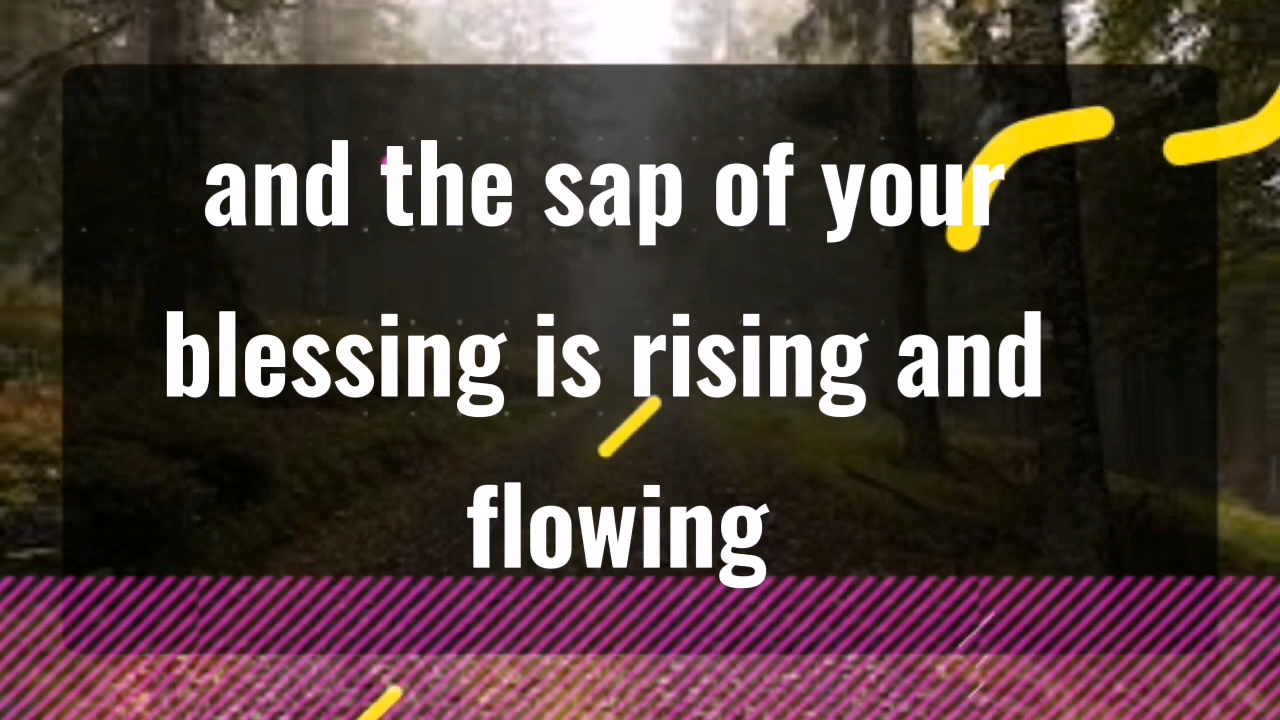 and the sap of your
blessing is rising and
flowing